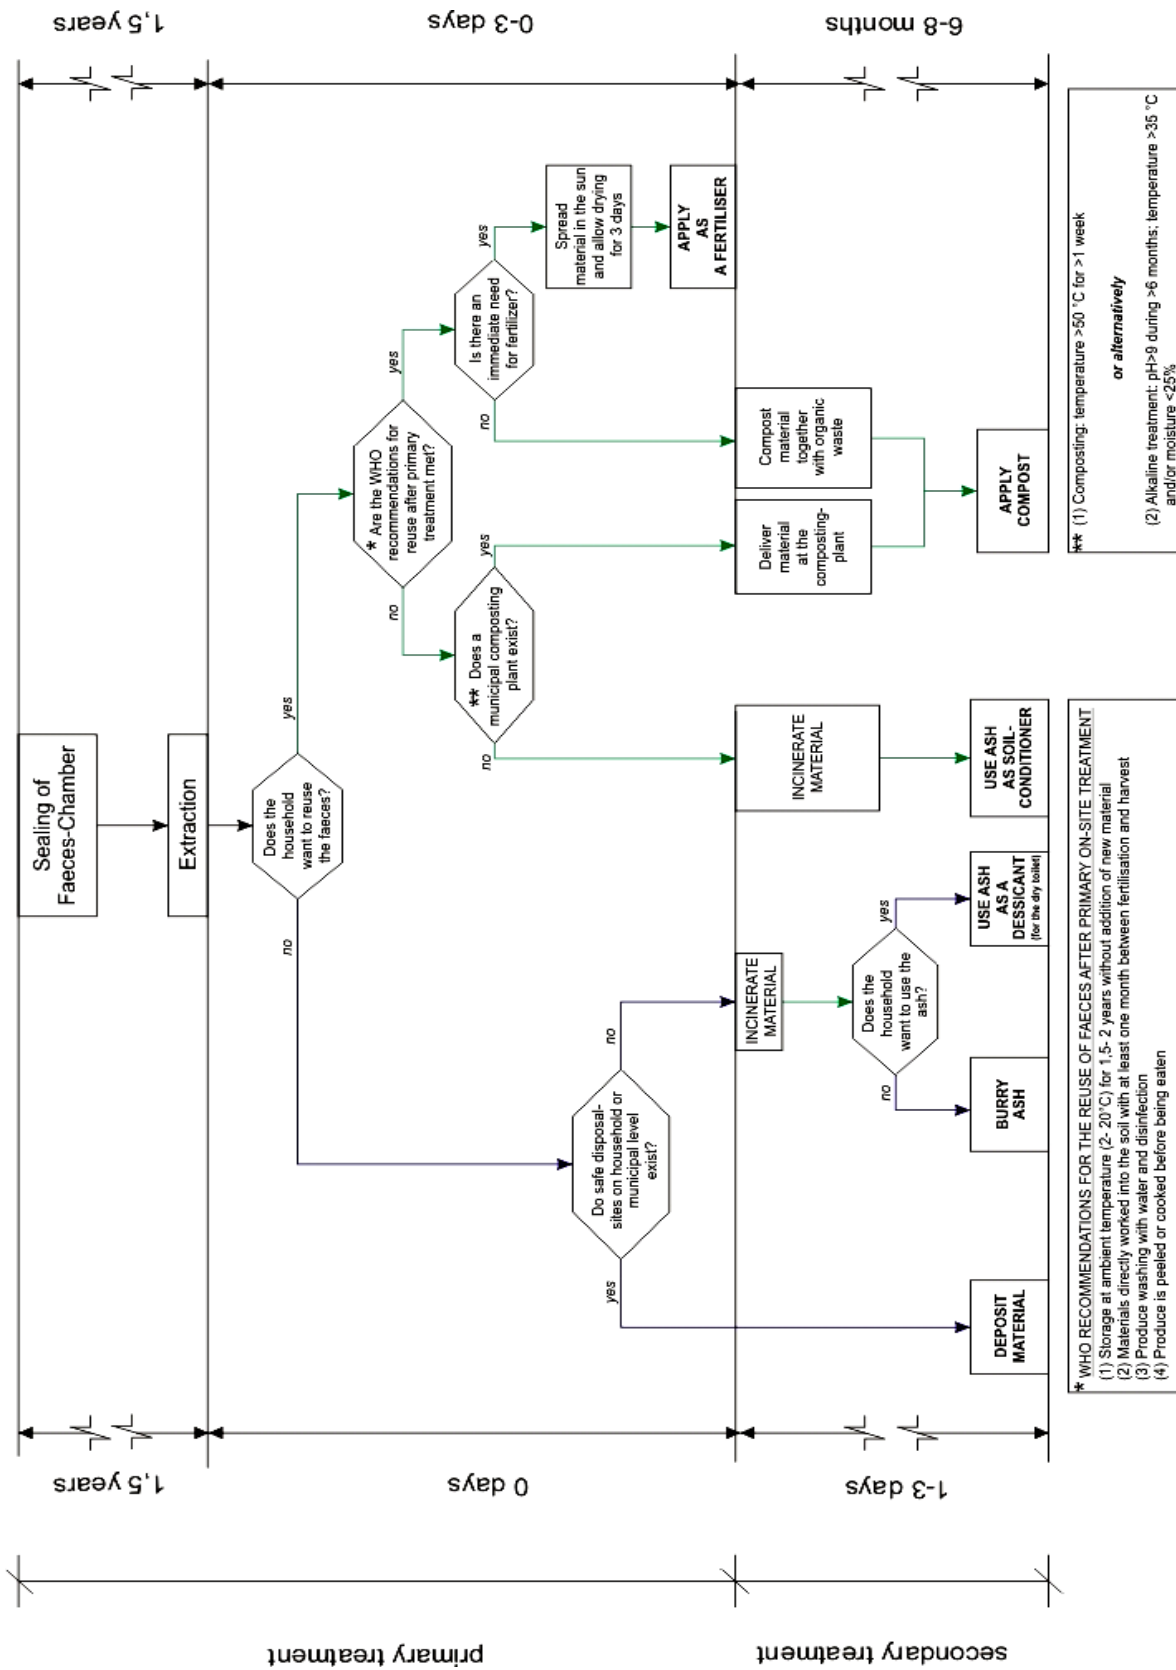 1,5 years
0-3 days
6-8 months
Sealing of
Faeces-Chamber
Extraction
Does the
household
want to reuse
the faeces?
yes
no
* Are the WHO
recommendations for
reuse after primary
treatment met?
yes
no
Is there an
immediate need
for fertilizer?
yes
no
Spread
material in the sun
and allow drying
for 3 days
APPLY
AS
A FERTILISER
** Does a
municipal composting
plant exist?
yes
no
Compost
material
together
with organic
waste
Deliver
material
at the
composting-
plant
APPLY
COMPOST
INCINERATE
MATERIAL
USE ASH
AS SOIL-
CONDITIONER
Do safe disposal-
sites on household or
municipal level
exist?
no
yes
INCINERATE
MATERIAL
Does the
household
want to use the
ash?
yes
no
USE ASH
AS A
DESSICANT
(for the dry toilet)
BURRY
ASH
DEPOSIT
MATERIAL
1,5 years
0 days
1-3 days
primary treatment
secondary treatment
* WHO RECOMMENDATIONS FOR THE REUSE OF FAECES AFTER PRIMARY ON-SITE TREATMENT
(1) Storage at ambient temperature (2- 20°C) for 1,5- 2 years without addition of new material
(2) Materials directly worked into the soil with at least one month between fertilisation and harvest
(3) Produce washing with water and disinfection
(4) Produce is peeled or cooked before being eaten
** (1) Composting: temperature >50 °C for >1 week
or alternatively
(2) Alkaline treatment: pH>9 during >6 months; temperature >35 °C
and/or moisture <25%